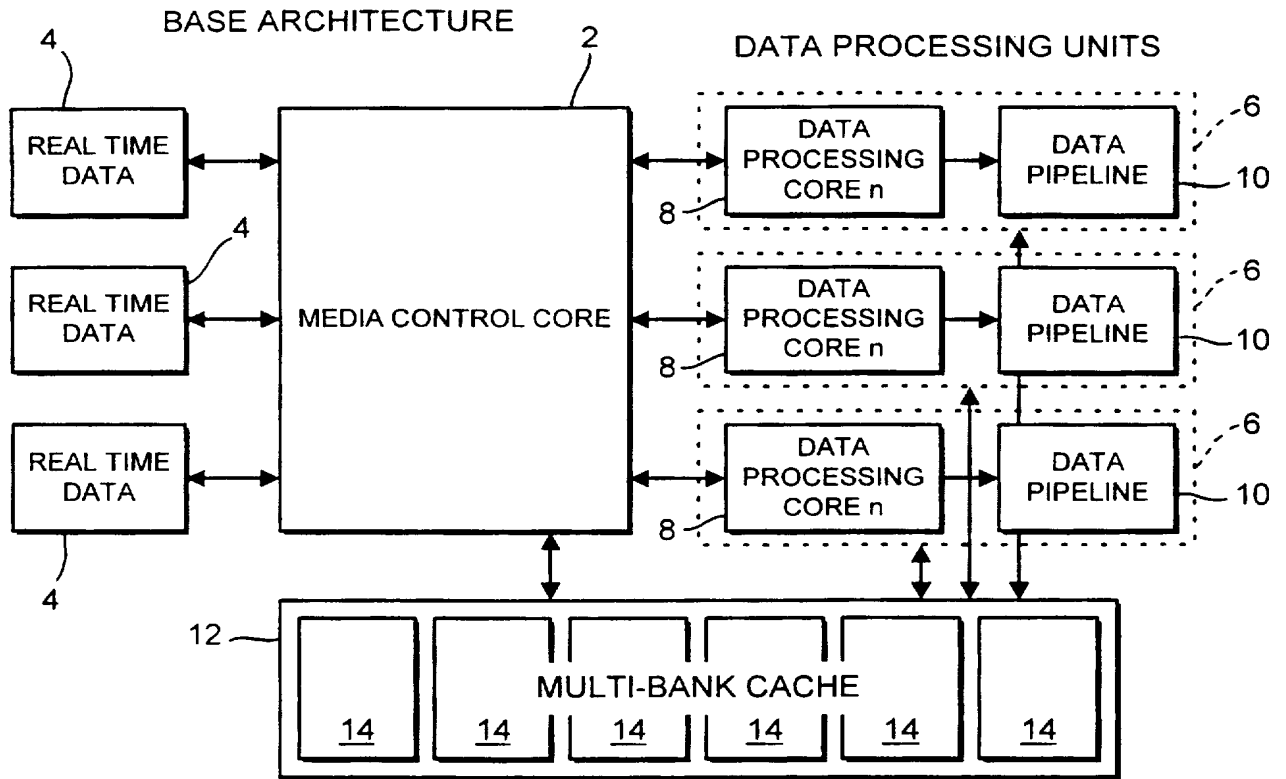 BASE ARCHITECTURE
DATA PROCESSING UNITS
4
2
REAL TIME
DATA
DATA
PROCESSING
CORE n
DATA
PIPELINE
6
8
10
4
REAL TIME
DATA
MEDIA CONTROL CORE
DATA
PROCESSING
CORE n
DATA
PIPELINE
6
8
10
REAL TIME
DATA
DATA
PROCESSING
CORE n
DATA
PIPELINE
6
8
10
4
12
MULTI-BANK CACHE
14
14
14
14
14
14